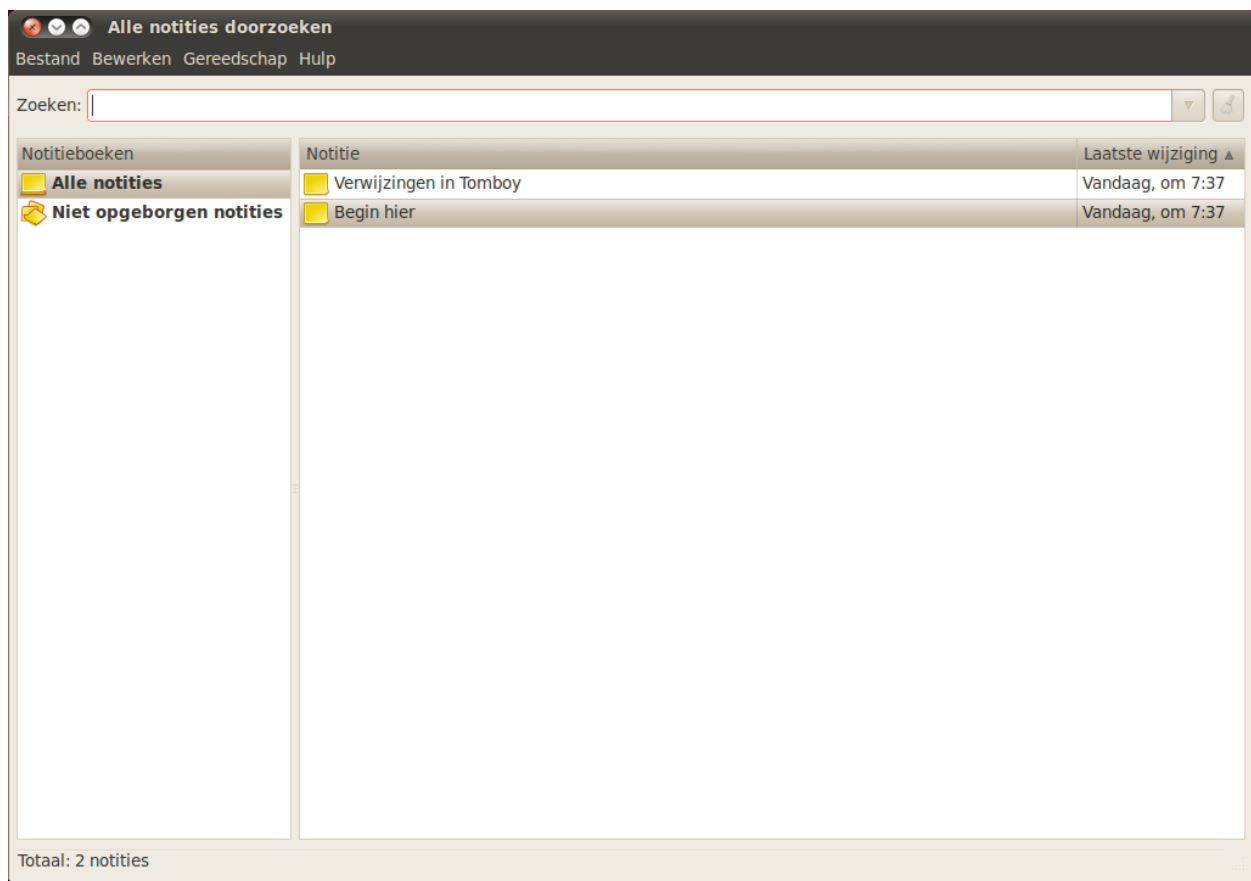 Alle notities doorzoeken
Bestand Bewerken Gereedschap Hulp
Zoeken:
Notitieboeken Notitie Laatste wijziging
Alle notities Verwijzingen in Tomboy Vandaag, om 7:37
Niet opgeborgen notities Begin hier Vandaag, om 7:37
Totaal: 2 notities